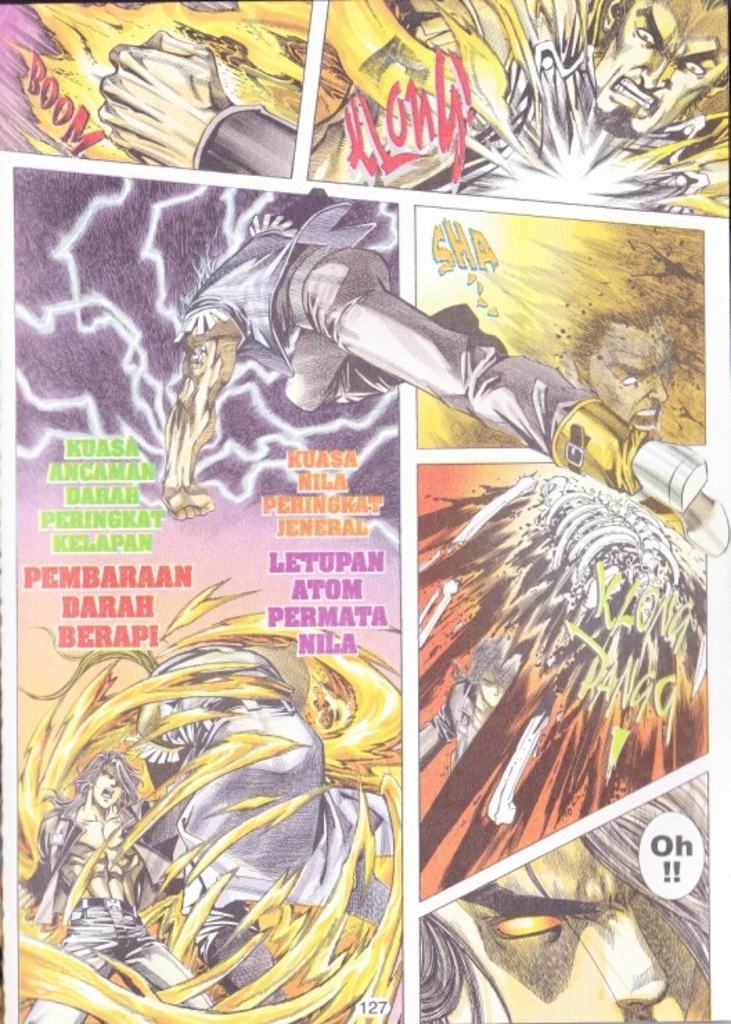 BOOM
KLONG!
SHA
KUASA
ANCAMAN
DARAH
PERINGKAT
KELAPAN
PEMBARAAN
DARAH
BERAPI
KUASA
NILA
PERINGKAT
JENERAL
LETUPAN
ATOM
PERMATA
NILA
KLONG
DANGG
!
Oh
!!
127